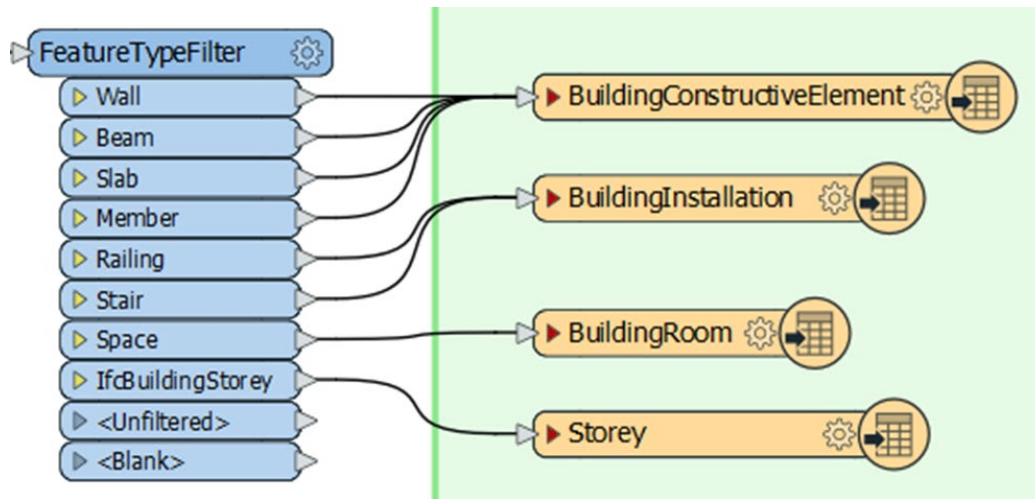 FeatureTypeFilter
Wall
Beam
Slab
Member
Railing
Stair
Space
IfcBuildingStorey
<Unfiltered>
<Blank>
BuildingConstructiveElement
BuildingInstallation
BuildingRoom
Storey